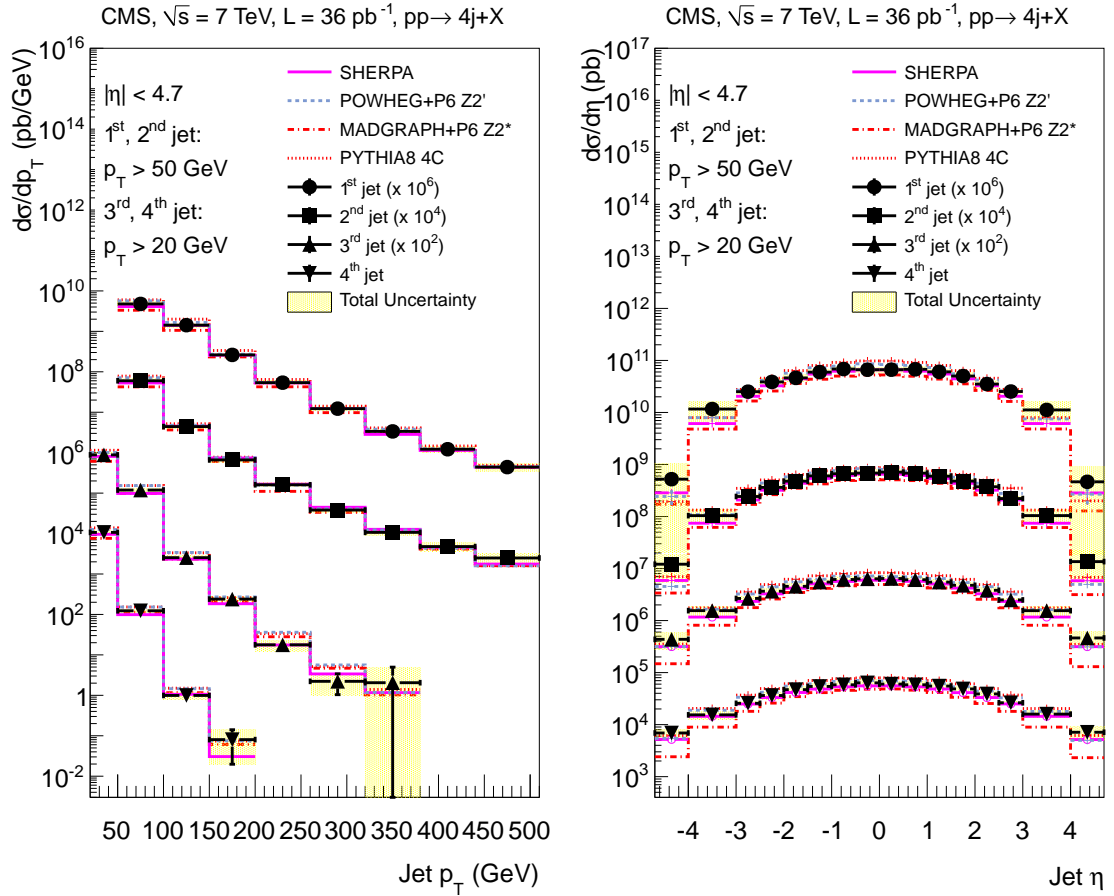 CMS, √s = 7 TeV, L = 36 pb⁻¹, pp→ 4j+X
dσ/dp_T (pb/GeV)
10¹⁶
10¹⁴
10¹²
10¹⁰
10⁸
10⁶
10⁴
10²
1
10⁻²
|η| < 4.7
1ˢᵗ, 2ⁿᵈ jet:
p_T > 50 GeV
3ʳᵈ, 4ᵗʰ jet:
p_T > 20 GeV
SHERPA
POWHEG+P6 Z2'
MADGRAPH+P6 Z2*
PYTHIA8 4C
1ˢᵗ jet (x 10⁶)
2ⁿᵈ jet (x 10⁴)
3ʳᵈ jet (x 10²)
4ᵗʰ jet
Total Uncertainty
50 100 150 200 250 300 350 400 450 500
Jet p_T (GeV)
CMS, √s = 7 TeV, L = 36 pb⁻¹, pp→ 4j+X
dσ/dη (pb)
10¹⁷
10¹⁶
10¹⁵
10¹⁴
10¹³
10¹²
10¹¹
10¹⁰
10⁹
10⁸
10⁷
10⁶
10⁵
10⁴
10³
|η| < 4.7
1ˢᵗ, 2ⁿᵈ jet:
p_T > 50 GeV
3ʳᵈ, 4ᵗʰ jet:
p_T > 20 GeV
SHERPA
POWHEG+P6 Z2'
MADGRAPH+P6 Z2*
PYTHIA8 4C
1ˢᵗ jet (x 10⁶)
2ⁿᵈ jet (x 10⁴)
3ʳᵈ jet (x 10²)
4ᵗʰ jet
Total Uncertainty
-4 -3 -2 -1 0 1 2 3 4
Jet η